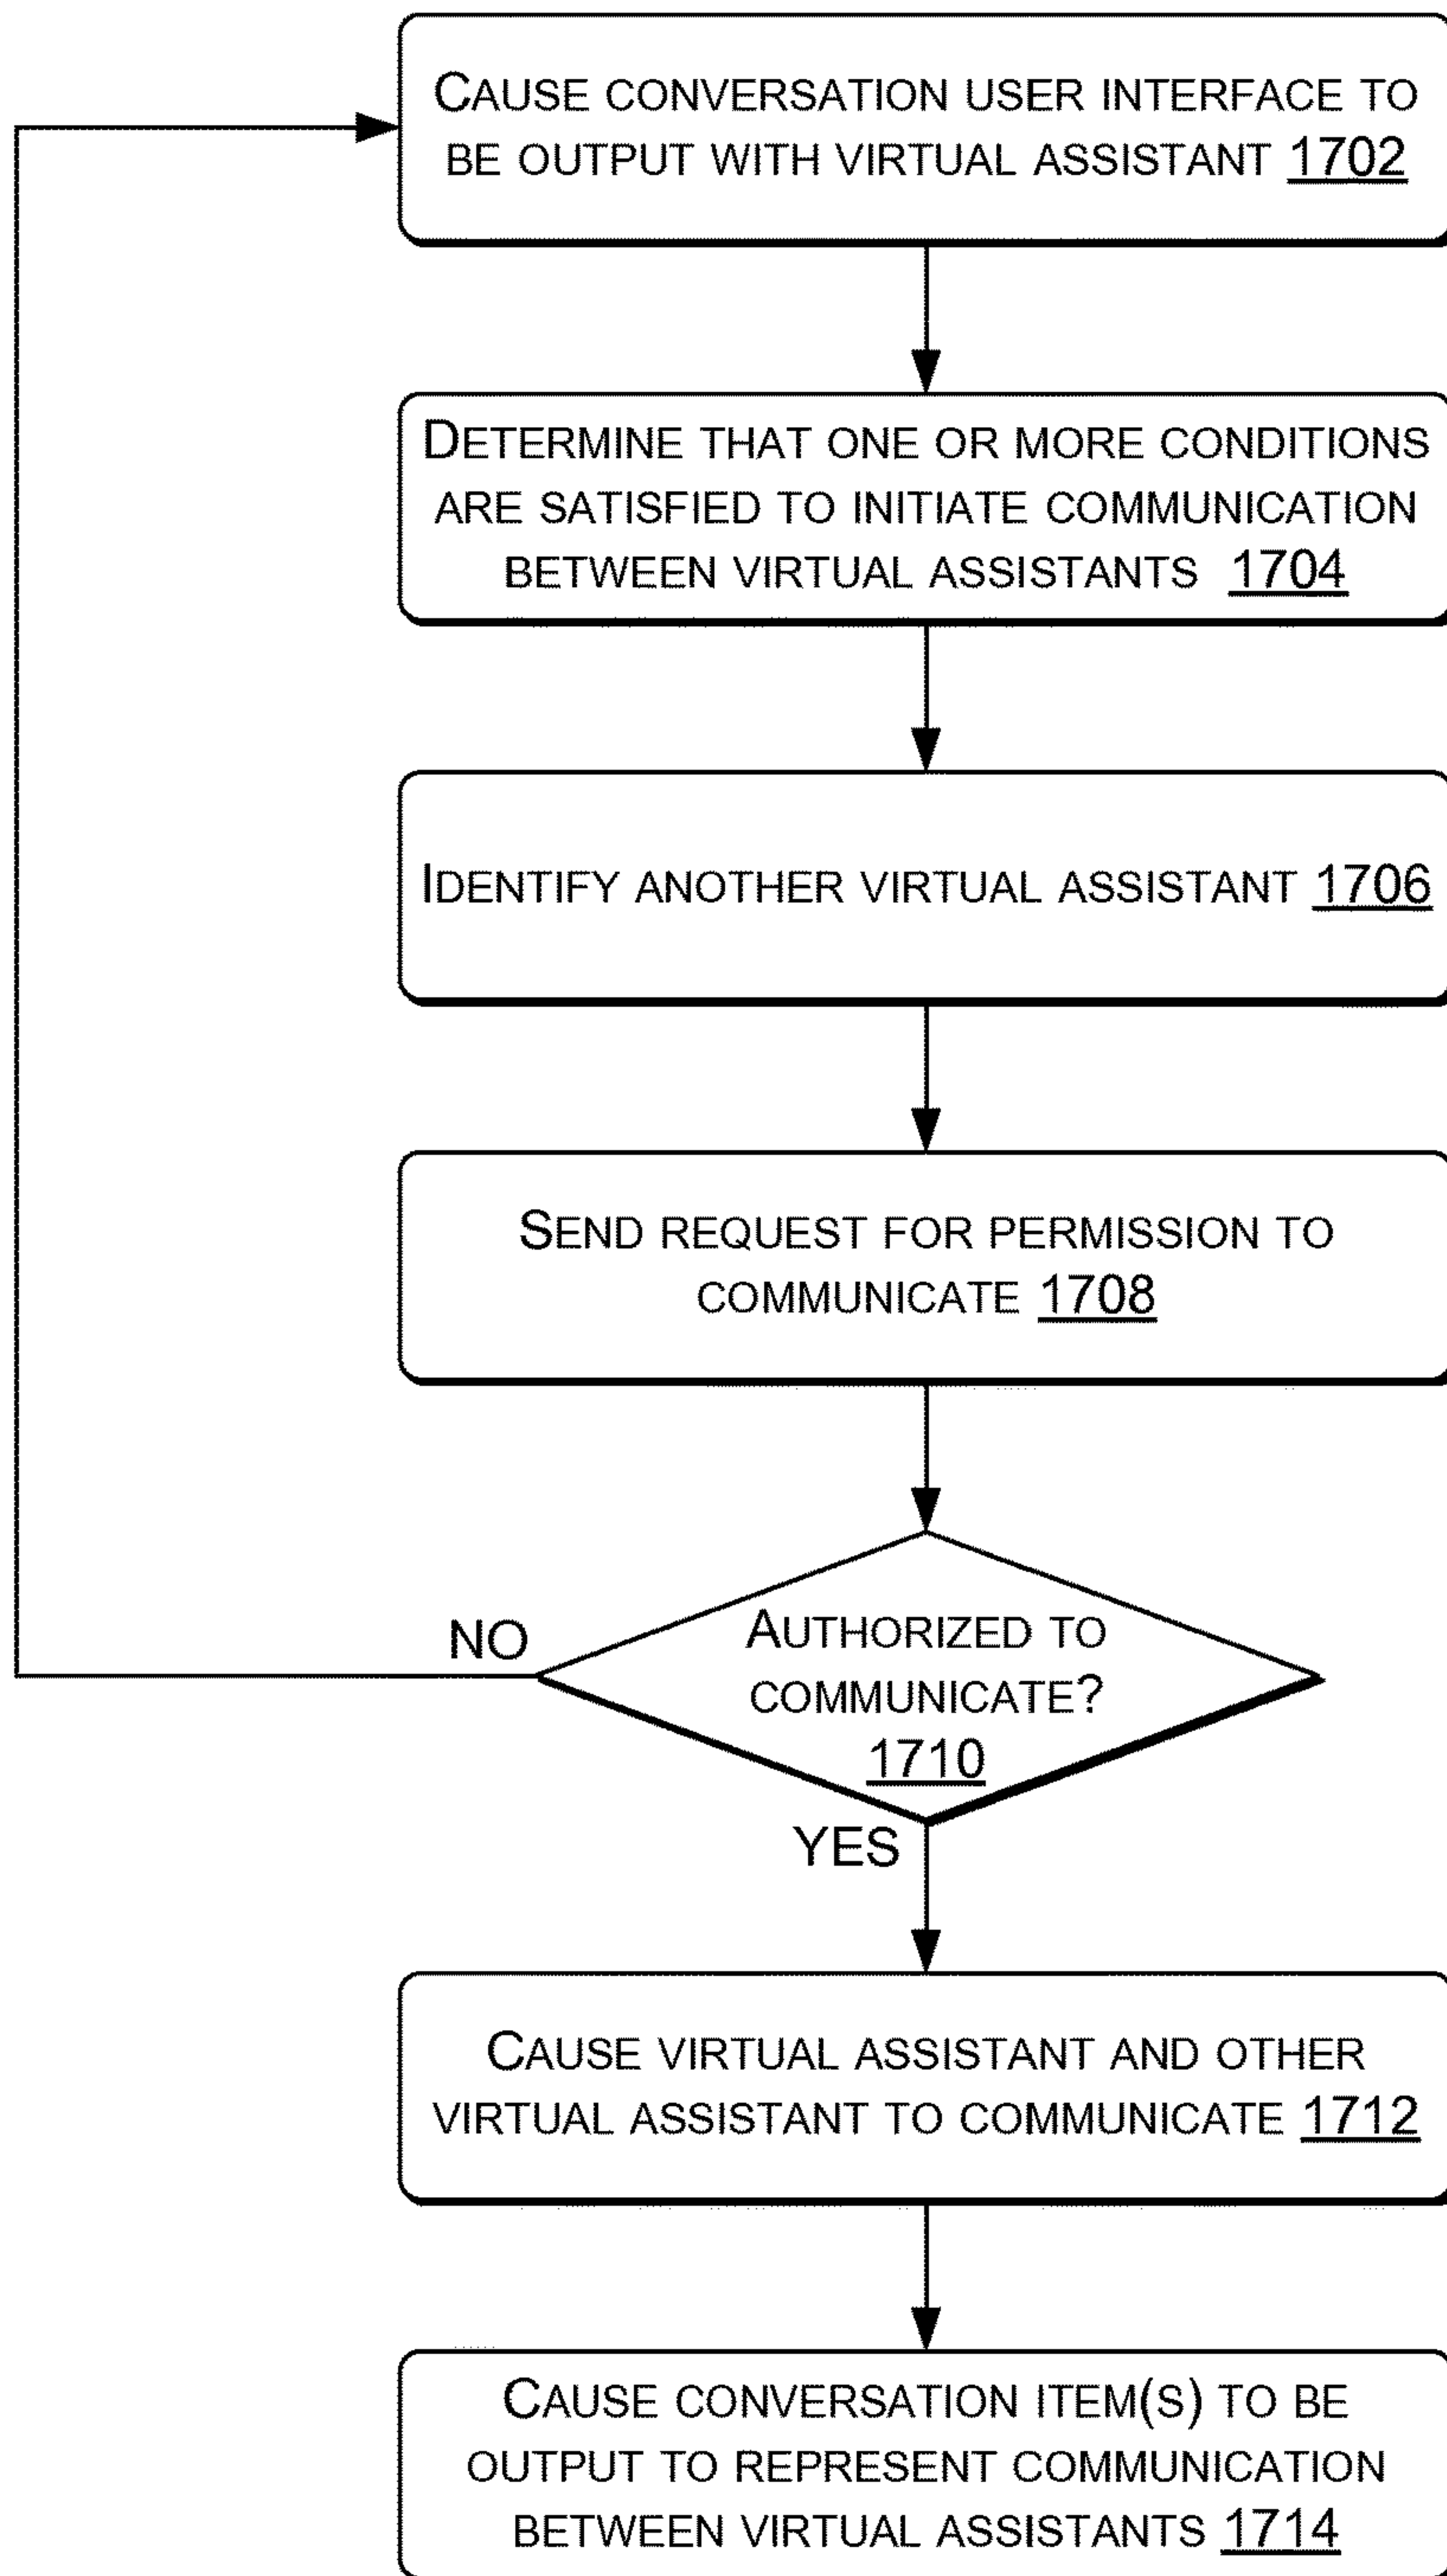 CAUSE CONVERSATION USER INTERFACE TO
BE OUTPUT WITH VIRTUAL ASSISTANT 1702
DETERMINE THAT ONE OR MORE CONDITIONS
ARE SATISFIED TO INITIATE COMMUNICATION
BETWEEN VIRTUAL ASSISTANTS 1704
IDENTIFY ANOTHER VIRTUAL ASSISTANT 1706
SEND REQUEST FOR PERMISSION TO
COMMUNICATE 1708
NO
AUTHORIZED TO
COMMUNICATE?
1710
YES
CAUSE VIRTUAL ASSISTANT AND OTHER
VIRTUAL ASSISTANT TO COMMUNICATE 1712
CAUSE CONVERSATION ITEM(S) TO BE
OUTPUT TO REPRESENT COMMUNICATION
BETWEEN VIRTUAL ASSISTANTS 1714